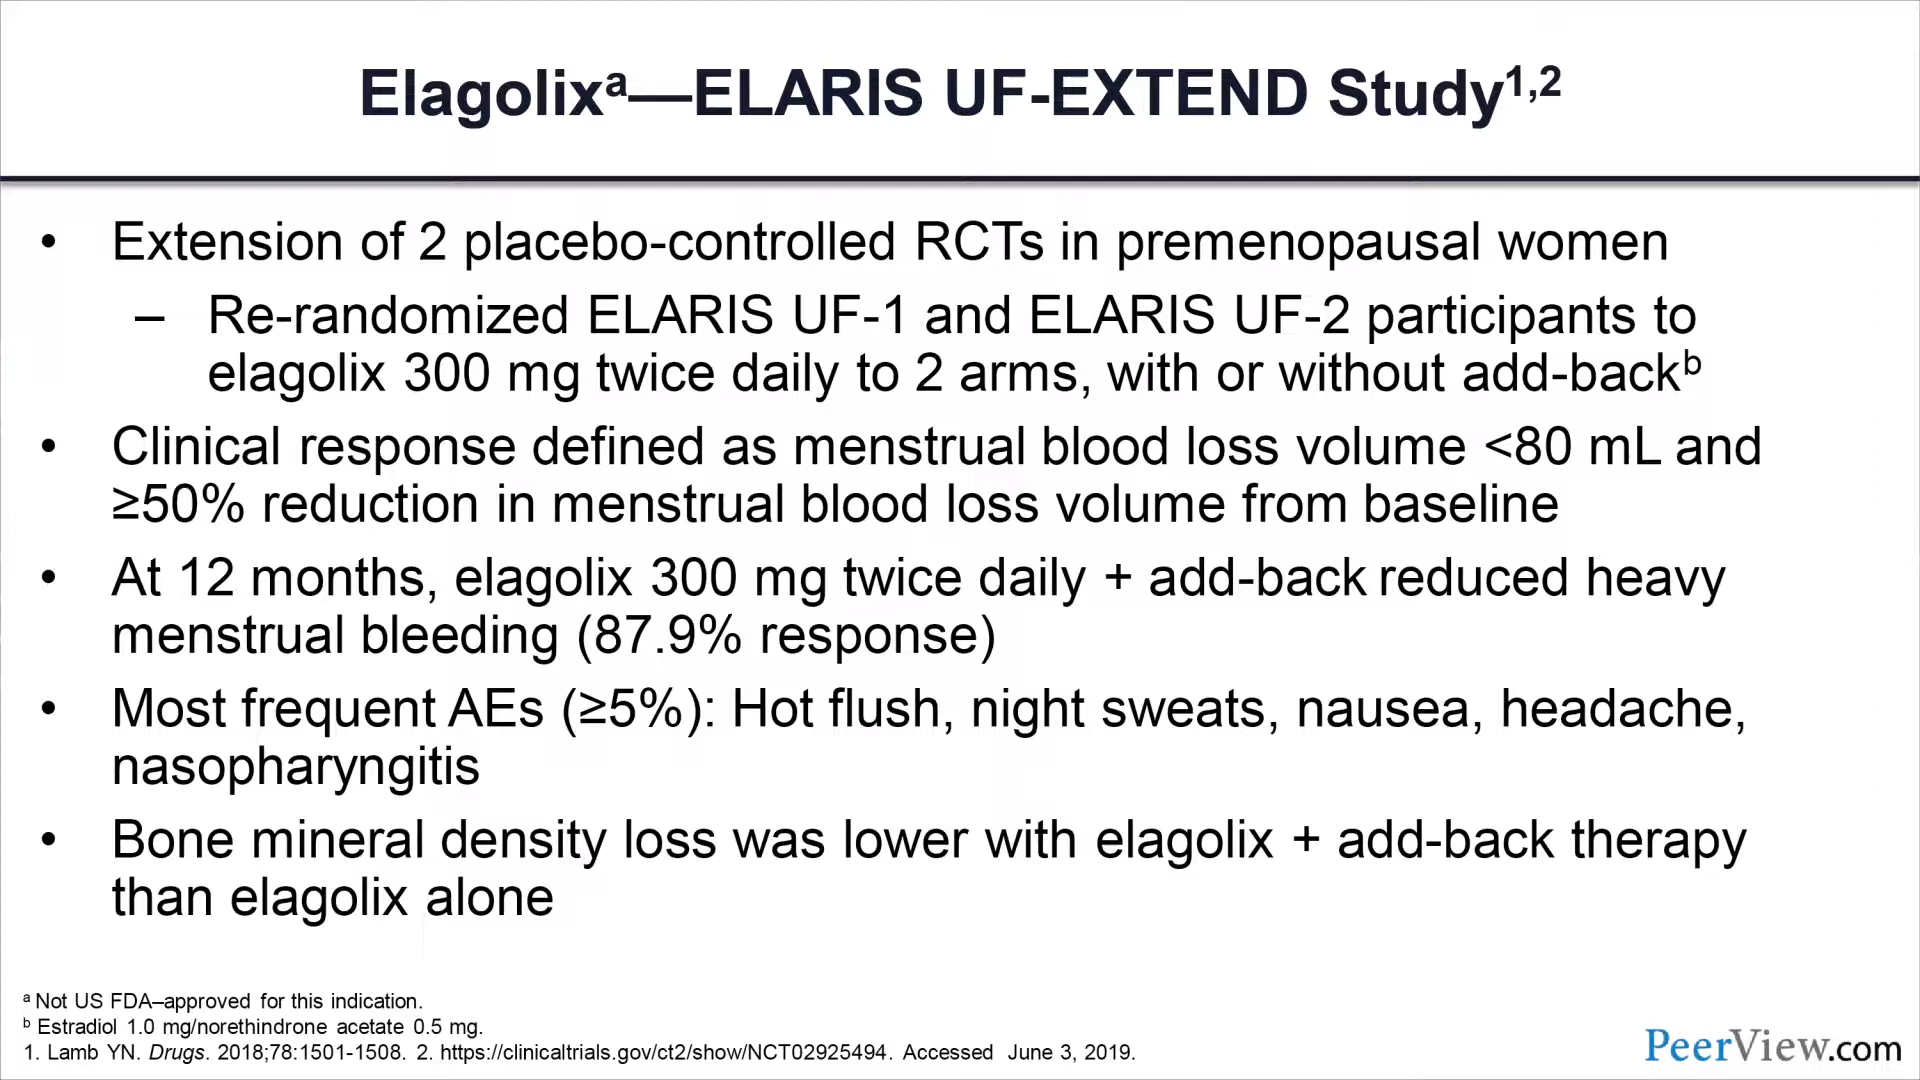 Elagolixᵃ—ELARIS UF-EXTEND Study¹,²
• Extension of 2 placebo-controlled RCTs in premenopausal women
– Re-randomized ELARIS UF-1 and ELARIS UF-2 participants to
elagolix 300 mg twice daily to 2 arms, with or without add-backᵇ
• Clinical response defined as menstrual blood loss volume <80 mL and
≥50% reduction in menstrual blood loss volume from baseline
• At 12 months, elagolix 300 mg twice daily + add-back reduced heavy
menstrual bleeding (87.9% response)
• Most frequent AEs (≥5%): Hot flush, night sweats, nausea, headache,
nasopharyngitis
• Bone mineral density loss was lower with elagolix + add-back therapy
than elagolix alone
ᵃ Not US FDA–approved for this indication.
ᵇ Estradiol 1.0 mg/norethindrone acetate 0.5 mg.
1. Lamb YN. Drugs. 2018;78:1501-1508. 2. https://clinicaltrials.gov/ct2/show/NCT02925494. Accessed June 3, 2019.
PeerView.com